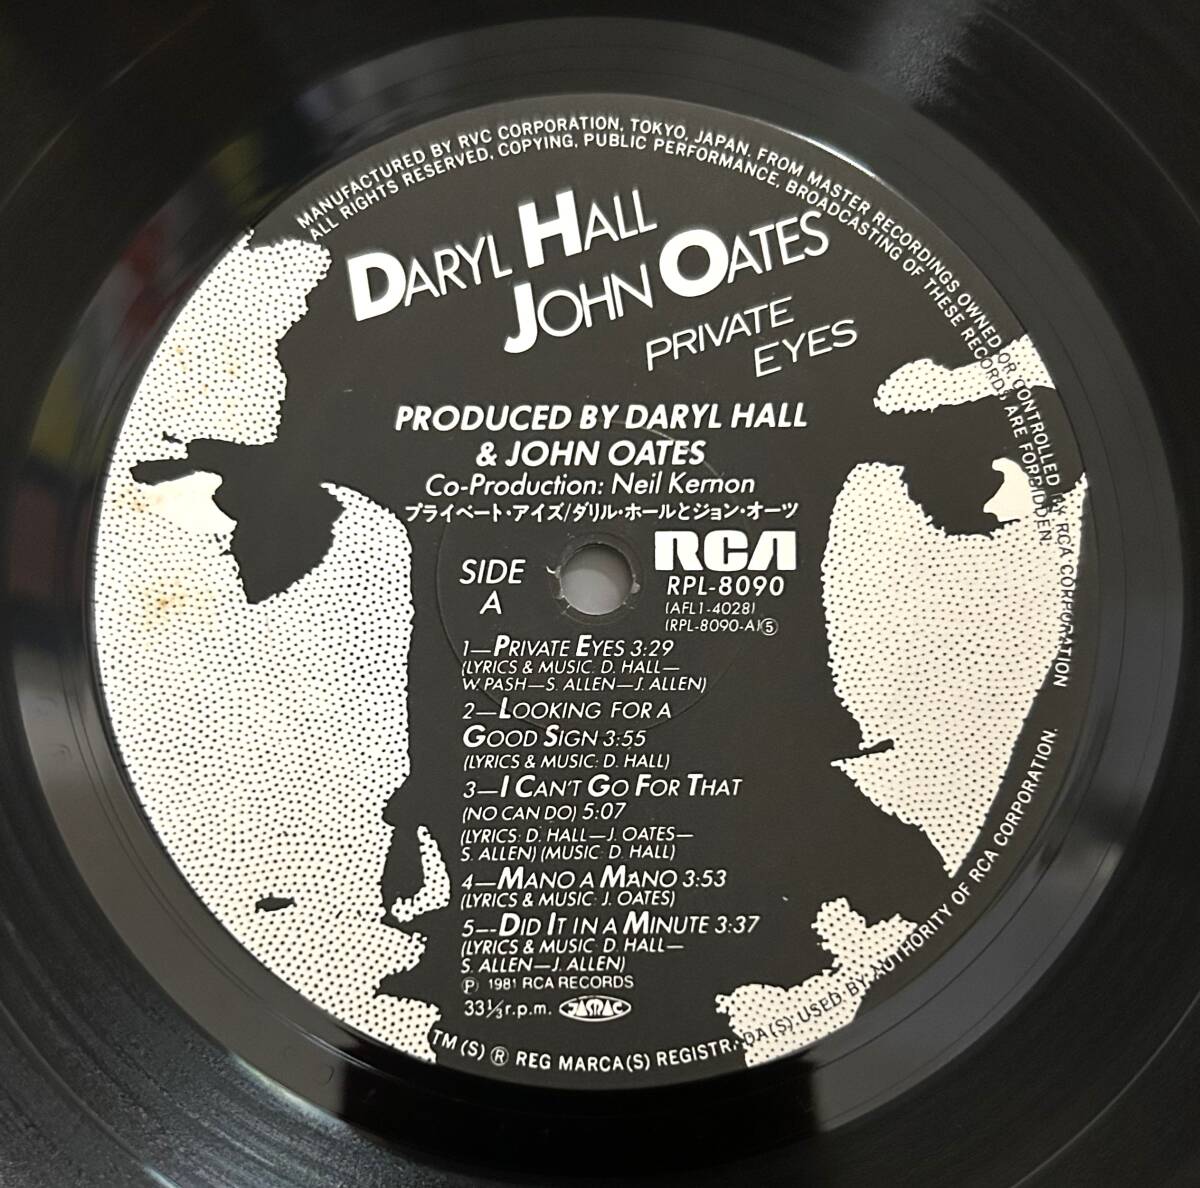 MANUFACTURED BY RVC CORPORATION, TOKYO, JAPAN, FROM MASTER RECORDINGS OWNED OR CONTROLLED BY RCA CORPORATION
ALL RIGHTS RESERVED, COPYING, PUBLIC PERFORMANCE, BROADCASTING OF THESE RECORDS ARE FORBIDDEN
DARYL HALL
JOHN OATES
PRIVATE
EYES
PRODUCED BY DARYL HALL
& JOHN OATES
Co-Production: Neil Kernon
プライベート・アイズ/ダリル・ホールとジョン・オーツ
SIDE
A
RCA
RPL-8090
(AFL1-4028)
(RPL-8090-A)⑤
1—PRIVATE EYES 3:29
(LYRICS & MUSIC: D. HALL—
W. PASH—S. ALLEN—J. ALLEN)
2—LOOKING FOR A
GOOD SIGN 3:55
(LYRICS & MUSIC: D. HALL)
3—I CAN'T GO FOR THAT
(NO CAN DO) 5:07
(LYRICS: D. HALL—J. OATES—
S. ALLEN) (MUSIC: D. HALL)
4—MANO A MANO 3:53
(LYRICS & MUSIC: J. OATES)
5—DID IT IN A MINUTE 3:37
(LYRICS & MUSIC: D. HALL—
S. ALLEN—J. ALLEN)
Ⓟ 1981 RCA RECORDS
33⅓ r.p.m. JASRAC
TM(S) ® REG MARCA(S) REGISTRADA(S) USED BY AUTHORITY OF RCA CORPORATION.